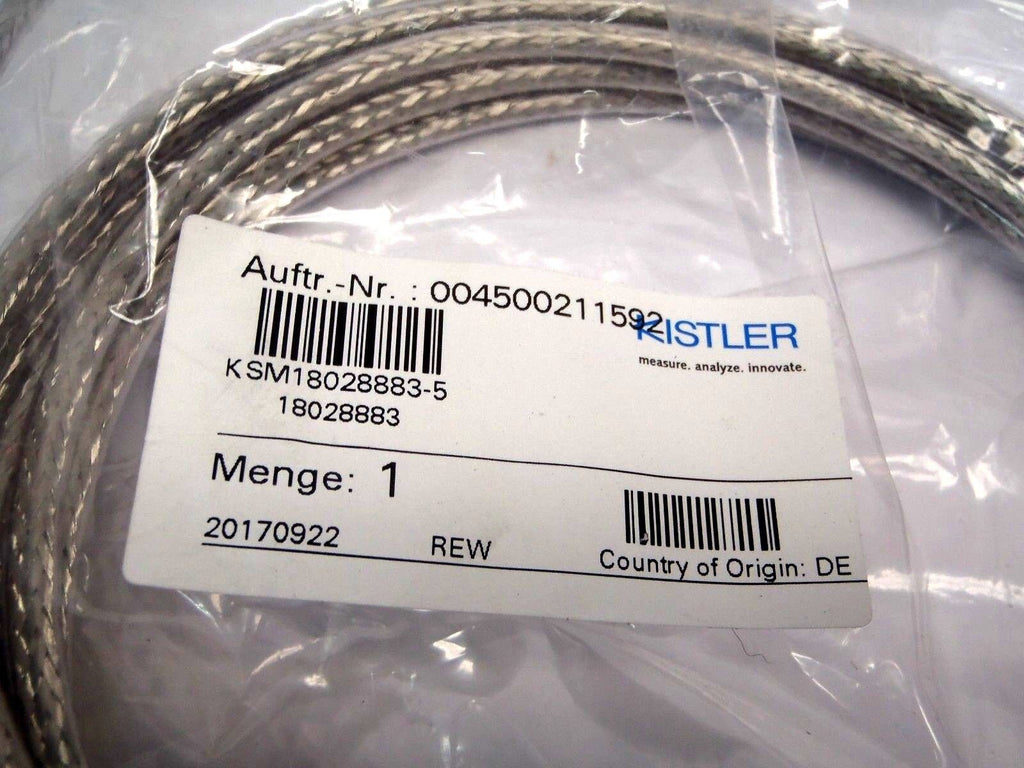 Auftr.-Nr. : 004500211592
KISTLER
measure. analyze. innovate.
KSM18028883-5
18028883
Menge: 1
20170922 REW Country of Origin: DE